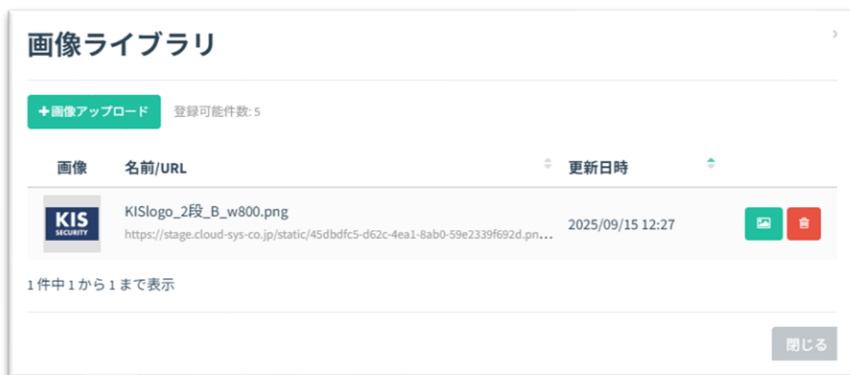 画像ライブラリ
+画像アップロード 登録可能件数: 5
画像 名前/URL 更新日時
KIS
SECURITY
KISlogo_2段_B_w800.png
https://stage.cloud-sys-co.jp/static/45dbdfc5-d62c-4ea1-8ab0-59e2339f692d.pn...
2025/09/15 12:27
1 件中 1 から 1 まで表示
閉じる